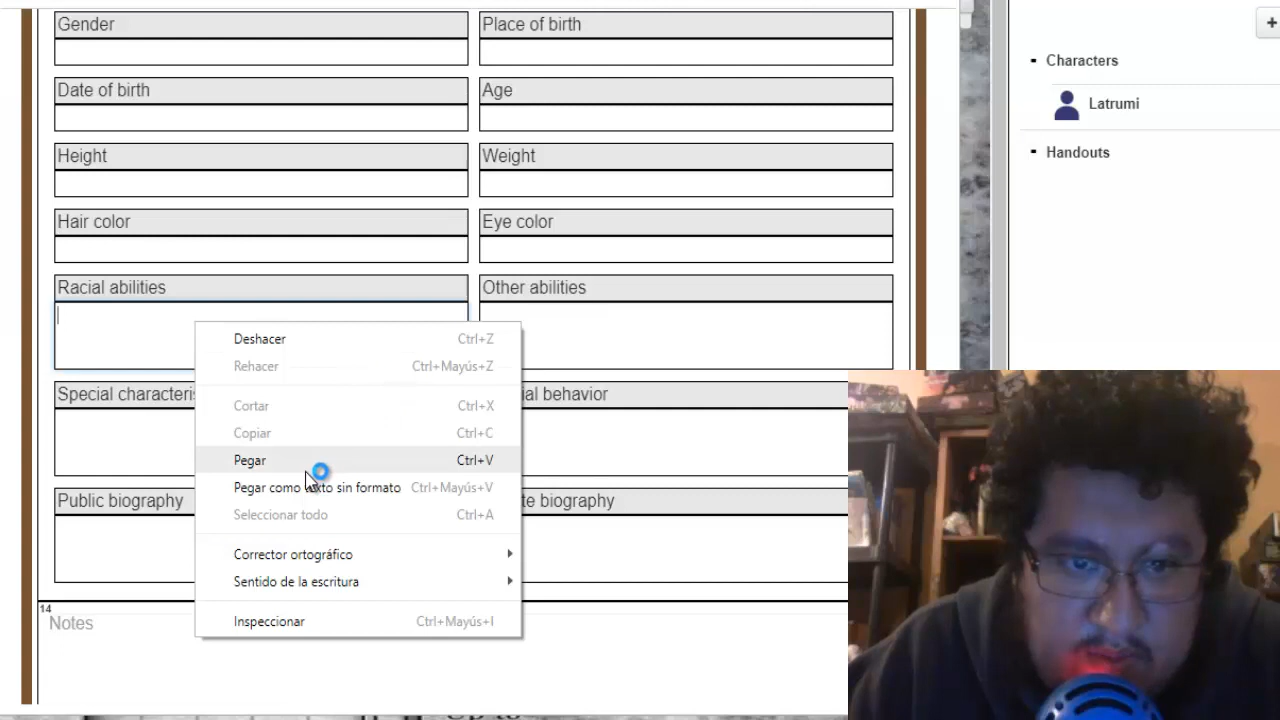 Gender
Place of birth
Date of birth
Age
Height
Weight
Hair color
Eye color
Racial abilities
Other abilities
Deshacer Ctrl+Z
Rehacer Ctrl+Mayús+Z
Special characteris
ial behavior
Cortar Ctrl+X
Copiar Ctrl+C
Pegar Ctrl+V
Pegar como texto sin formato Ctrl+Mayús+V
Public biography
te biography
Seleccionar todo Ctrl+A
Corrector ortográfico
Sentido de la escritura
Inspeccionar Ctrl+Mayús+I
14
Notes
+
Characters
Latrumi
Handouts